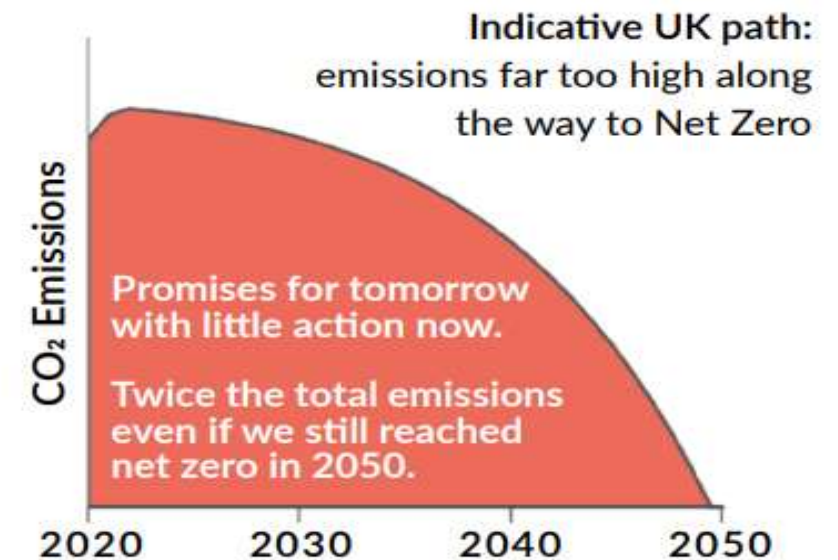 Indicative UK path:
emissions far too high along
the way to Net Zero
CO₂ Emissions
Promises for tomorrow
with little action now.
Twice the total emissions
even if we still reached
net zero in 2050.
2020 2030 2040 2050